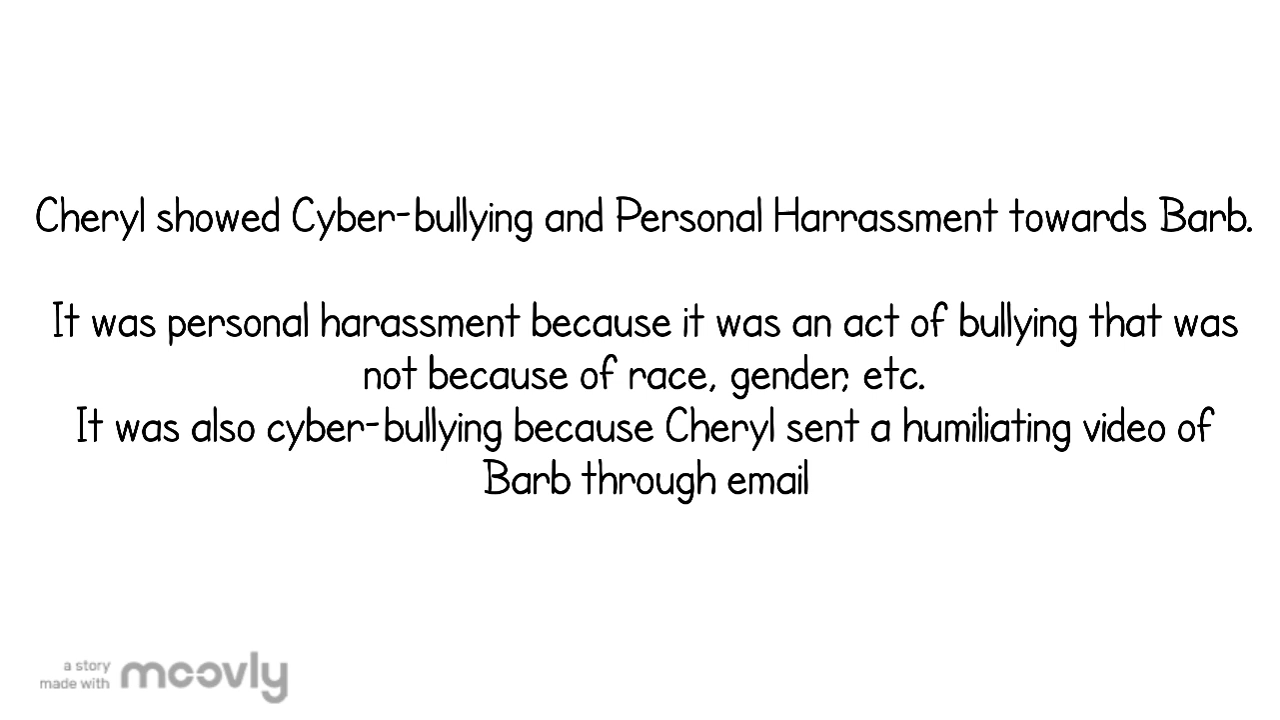 Cheryl showed Cyber-bullying and Personal Harrassment towards Barb.
It was personal harassment because it was an act of bullying that was
not because of race, gender, etc.
It was also cyber-bullying because Cheryl sent a humiliating video of
Barb through email
a story
made with moovly